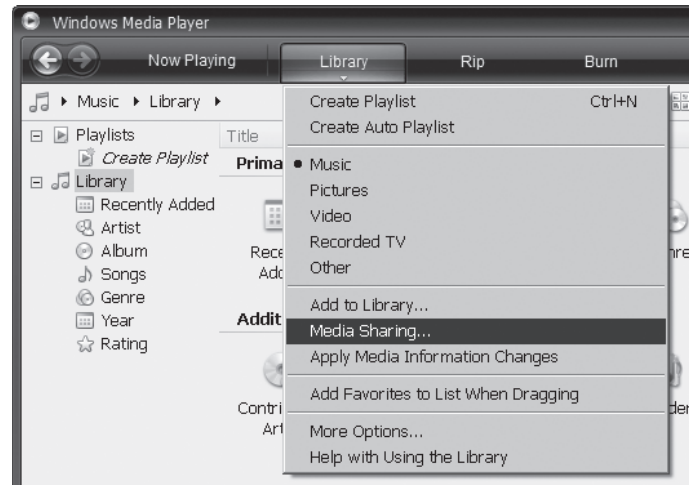 Windows Media Player
Now Playing Library Rip Burn
Music Library
Create Playlist Ctrl+N
Create Auto Playlist
Music
Pictures
Video
Recorded TV
Other
Add to Library...
Media Sharing...
Apply Media Information Changes
Add Favorites to List When Dragging
More Options...
Help with Using the Library
Playlists
Create Playlist
Library
Recently Added
Artist
Album
Songs
Genre
Year
Rating
Title